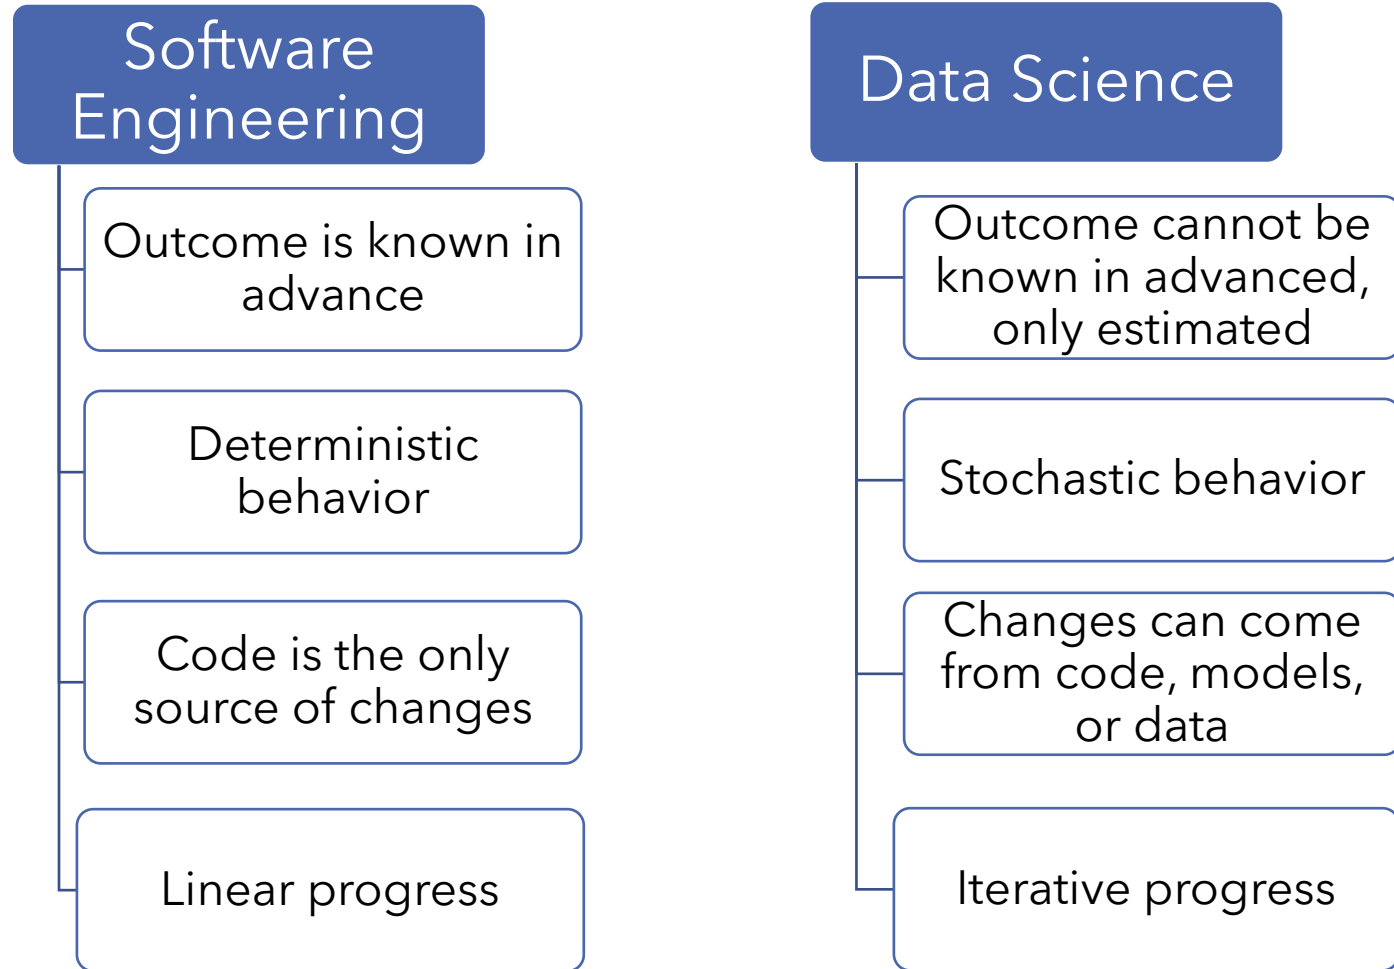 Software
Engineering
Outcome is known in
advance
Deterministic
behavior
Code is the only
source of changes
Linear progress
Data Science
Outcome cannot be
known in advanced,
only estimated
Stochastic behavior
Changes can come
from code, models,
or data
Iterative progress